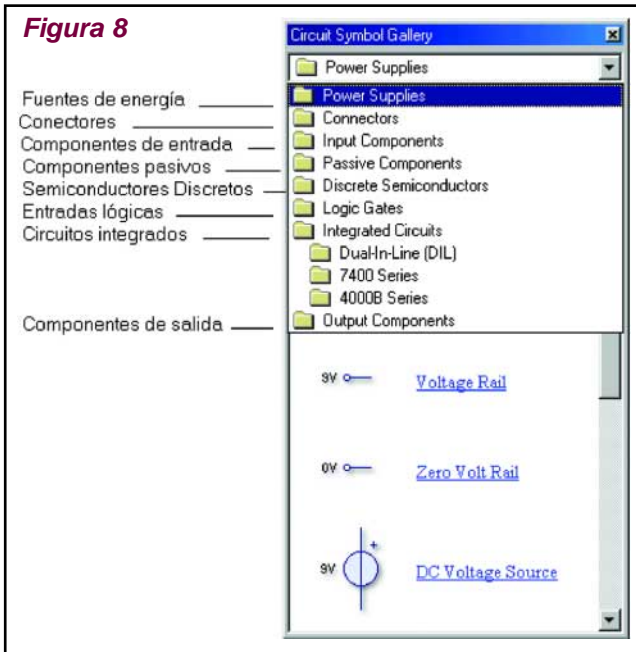 Figura 8
Circuit Symbol Gallery
Power Supplies
Fuentes de energía
Power Supplies
Conectores
Connectors
Componentes de entrada
Input Components
Componentes pasivos
Passive Components
Semiconductores Discretos
Discrete Semiconductors
Entradas lógicas
Logic Gates
Circuitos integrados
Integrated Circuits
Dual-In-Line (DIL)
7400 Series
4000B Series
Componentes de salida
Output Components
9V Voltage Rail
0V Zero Volt Rail
9V + DC Voltage Source